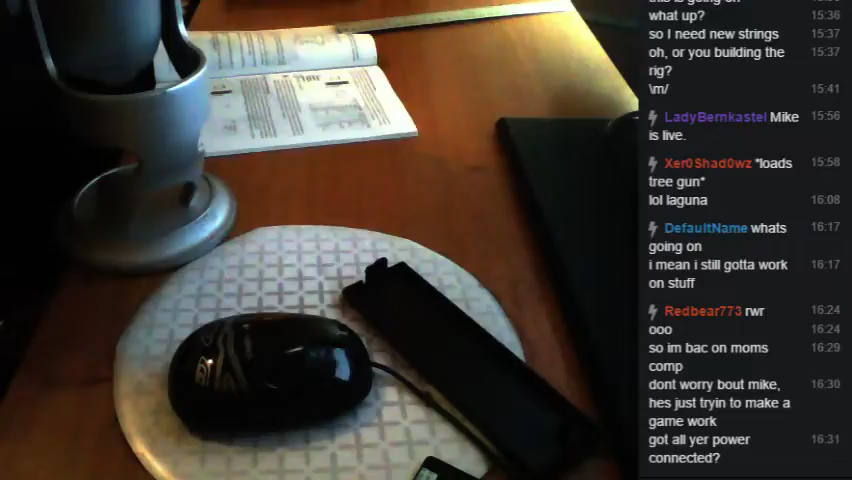 what up?
15:36
so I need new strings
15:37
oh, or you building the
15:37
rig?
\m/
15:41
LadyBernkastel Mike
15:56
is live.
Xer0Shad0wz *loads
15:58
tree gun*
lol laguna
16:08
DefaultName whats
16:17
going on
i mean i still gotta work
16:17
on stuff
Redbear773 rwr
16:24
ooo
16:24
so im bac on moms
16:29
comp
dont worry bout mike,
16:30
hes just tryin to make a
game work
got all yer power
16:31
connected?